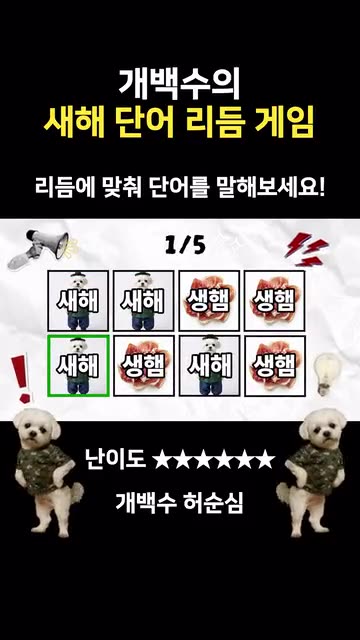 개백수의
새해 단어 리듬 게임
리듬에 맞춰 단어를 말해보세요!
1/5
새해 새해 생햄 생햄
새해 생햄 새해 생햄
난이도 ★★★★★★
개백수 허순심